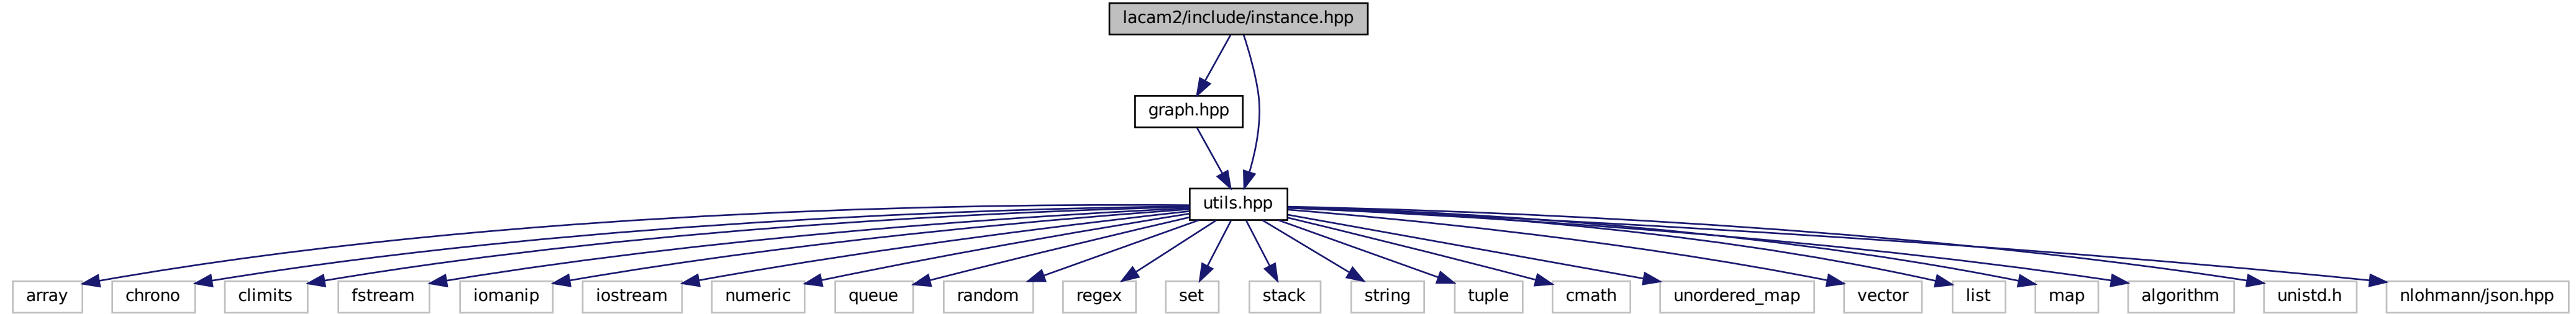 lacam2/include/instance.hpp
graph.hpp
utils.hpp
array chrono climits fstream iomanip iostream numeric queue random regex set stack string tuple cmath unordered_map vector list map algorithm unistd.h nlohmann/json.hpp